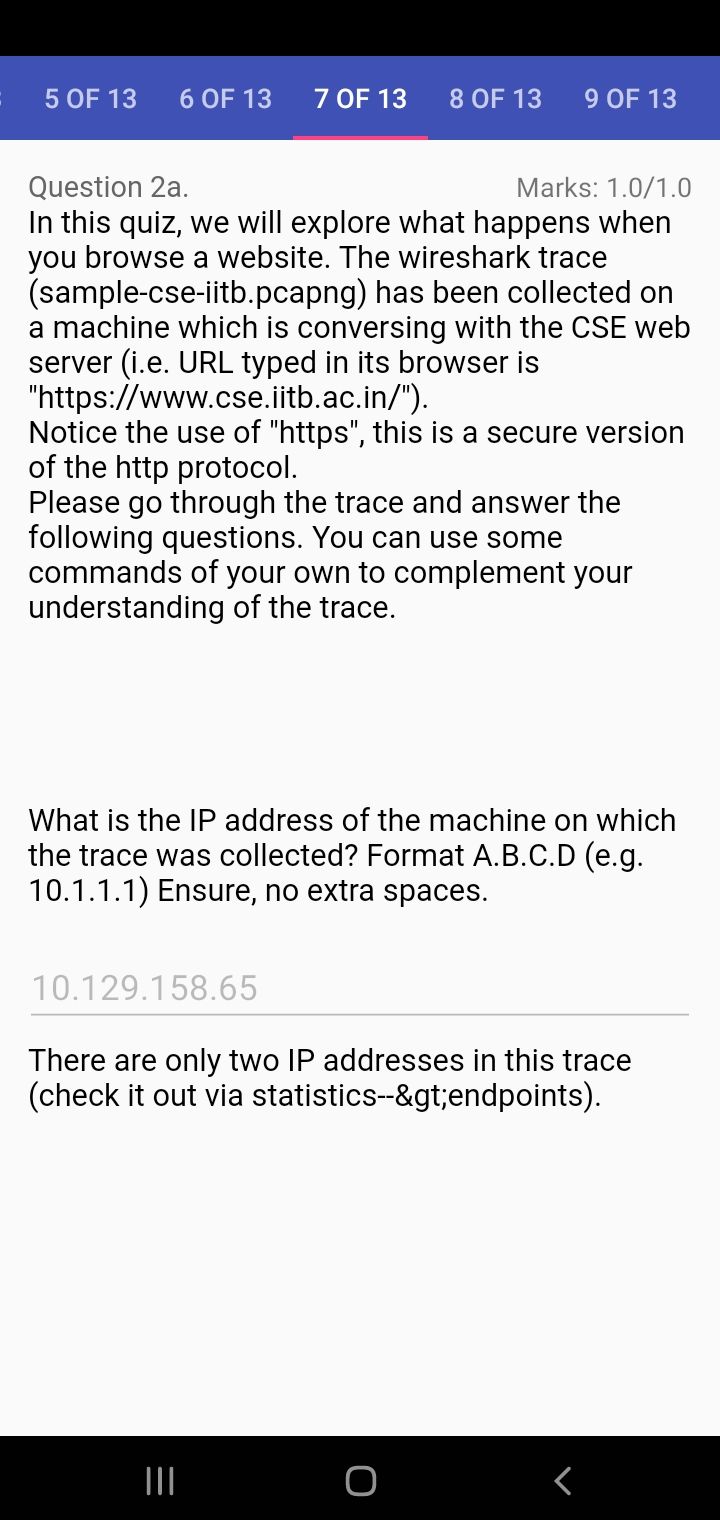 5 OF 13 6 OF 13 7 OF 13 8 OF 13 9 OF 13
Question 2a. Marks: 1.0/1.0
In this quiz, we will explore what happens when
you browse a website. The wireshark trace
(sample-cse-iitb.pcapng) has been collected on
a machine which is conversing with the CSE web
server (i.e. URL typed in its browser is
"https://www.cse.iitb.ac.in/").
Notice the use of "https", this is a secure version
of the http protocol.
Please go through the trace and answer the
following questions. You can use some
commands of your own to complement your
understanding of the trace.
What is the IP address of the machine on which
the trace was collected? Format A.B.C.D (e.g.
10.1.1.1) Ensure, no extra spaces.
10.129.158.65
There are only two IP addresses in this trace
(check it out via statistics--&gt;endpoints).